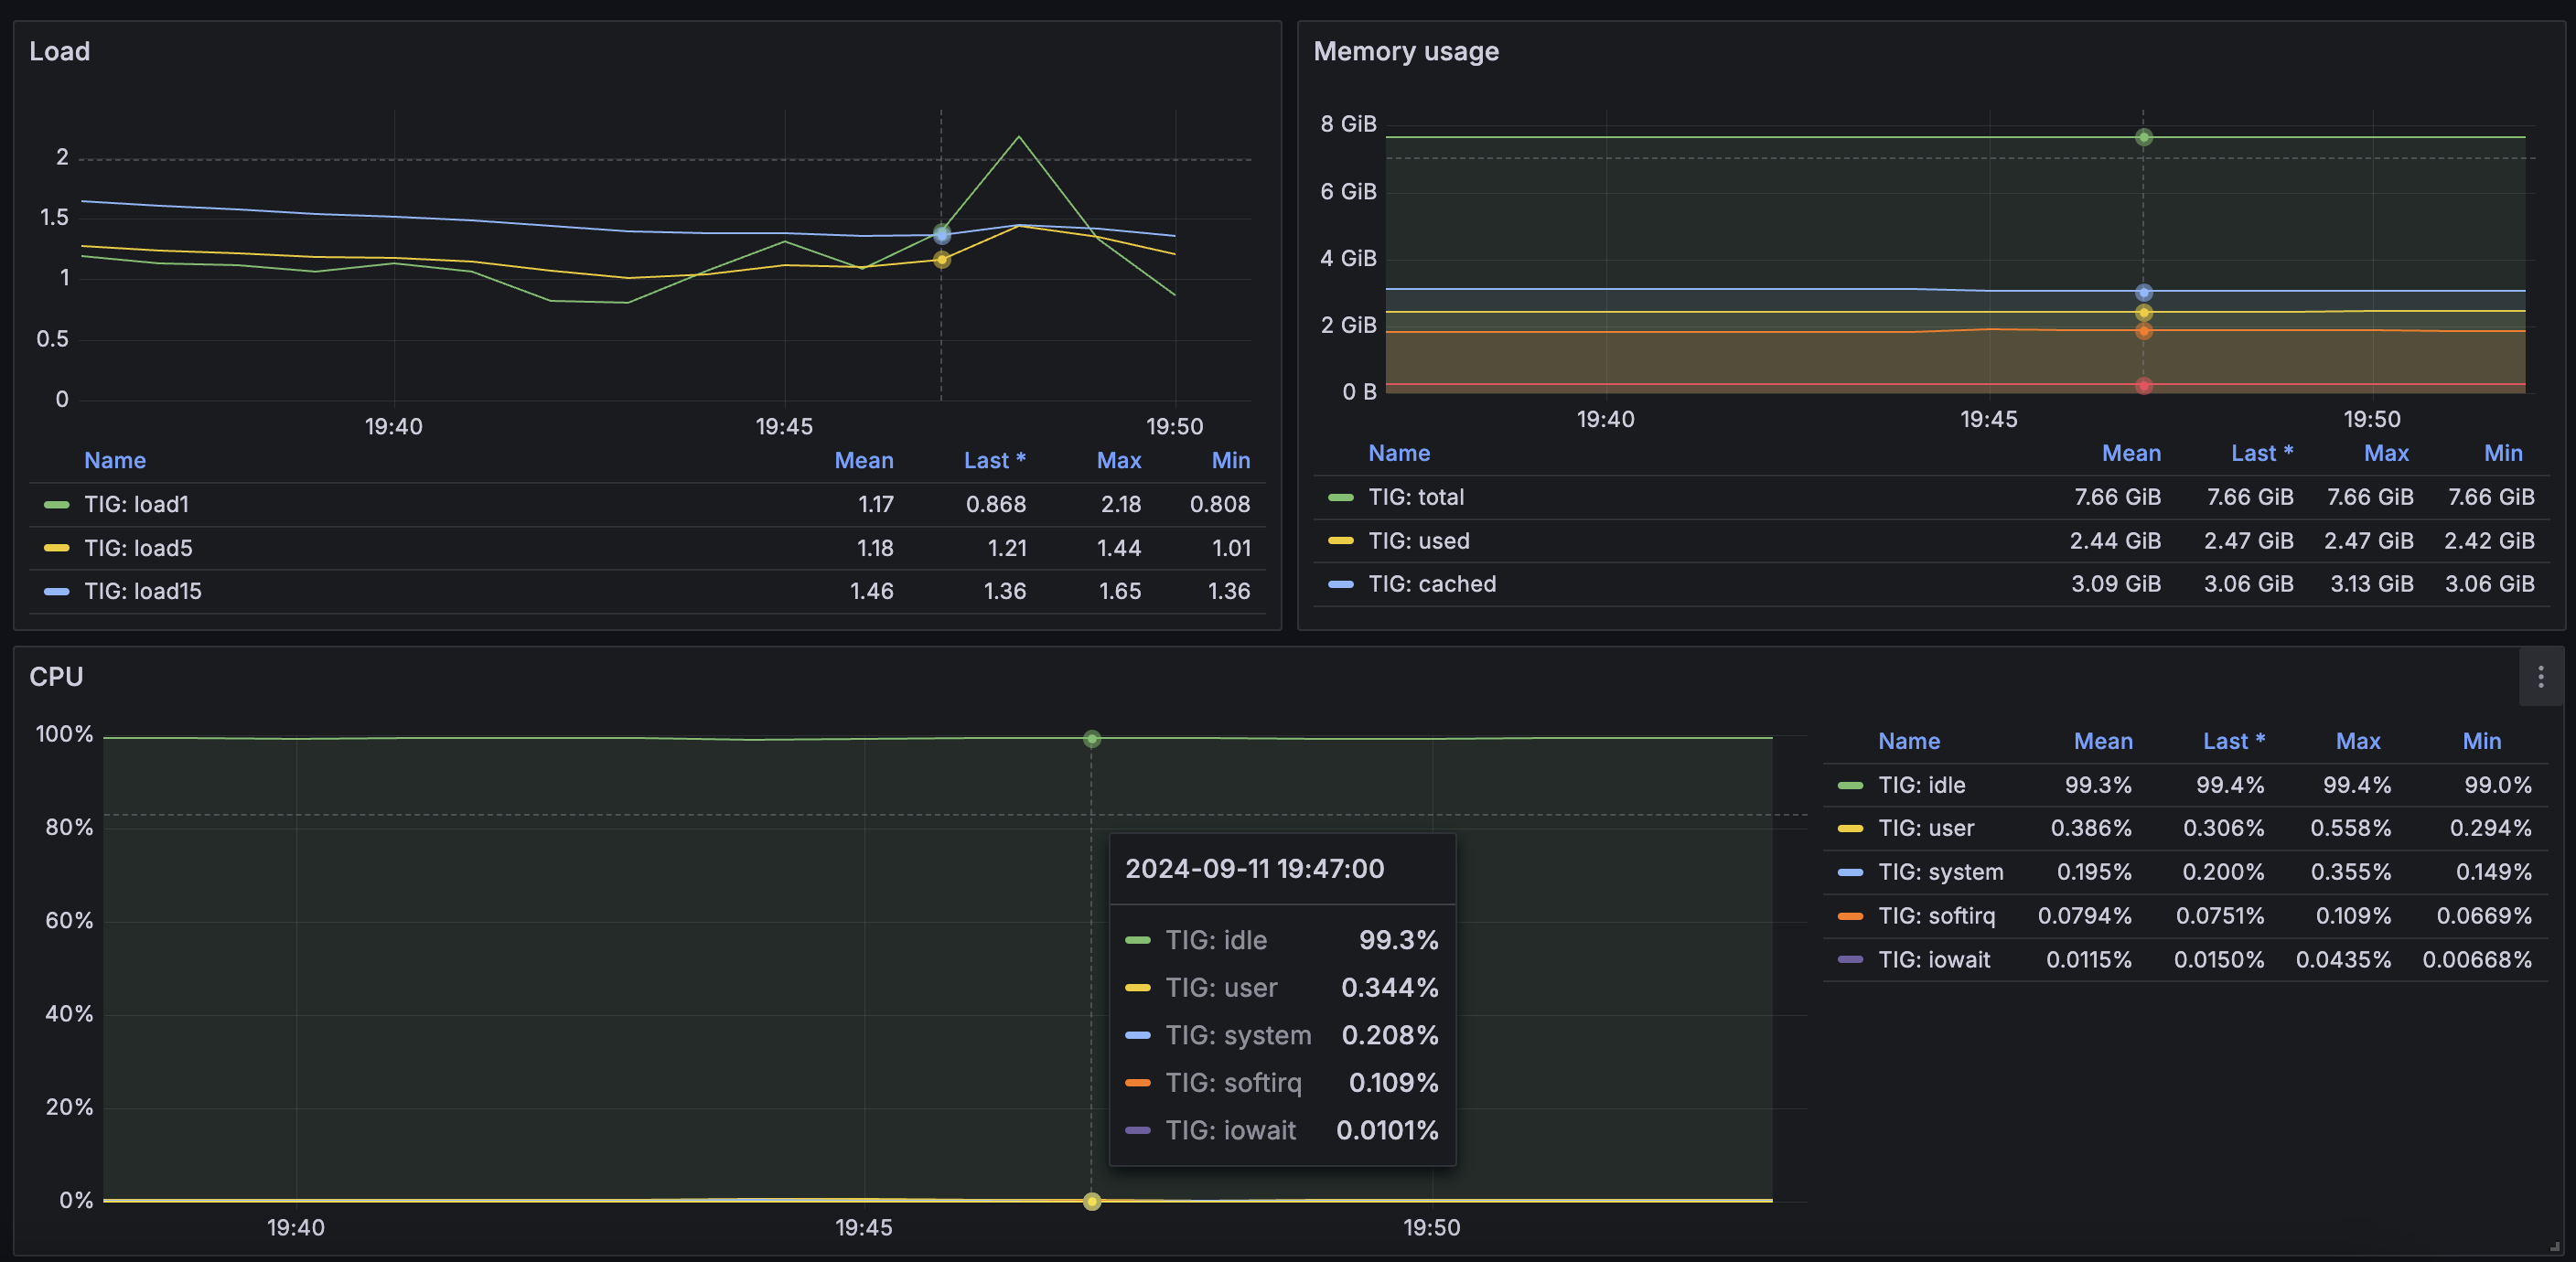 Load
2
1.5
1
0.5
0
19:40 19:45 19:50
Name Mean Last * Max Min
TIG: load1 1.17 0.868 2.18 0.808
TIG: load5 1.18 1.21 1.44 1.01
TIG: load15 1.46 1.36 1.65 1.36
Memory usage
8 GiB
6 GiB
4 GiB
2 GiB
0 B
19:40 19:45 19:50
Name Mean Last * Max Min
TIG: total 7.66 GiB 7.66 GiB 7.66 GiB 7.66 GiB
TIG: used 2.44 GiB 2.47 GiB 2.47 GiB 2.42 GiB
TIG: cached 3.09 GiB 3.06 GiB 3.13 GiB 3.06 GiB
CPU
100%
80%
60%
40%
20%
0%
19:40 19:45 19:50
2024-09-11 19:47:00
TIG: idle 99.3%
TIG: user 0.344%
TIG: system 0.208%
TIG: softirq 0.109%
TIG: iowait 0.0101%
Name Mean Last * Max Min
TIG: idle 99.3% 99.4% 99.4% 99.0%
TIG: user 0.386% 0.306% 0.558% 0.294%
TIG: system 0.195% 0.200% 0.355% 0.149%
TIG: softirq 0.0794% 0.0751% 0.109% 0.0669%
TIG: iowait 0.0115% 0.0150% 0.0435% 0.00668%